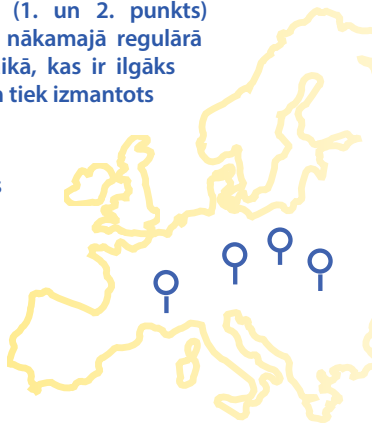 (1. un 2. punkts)
nākamajā regulārā
ikā, kas ir ilgāks
tiek izmantots